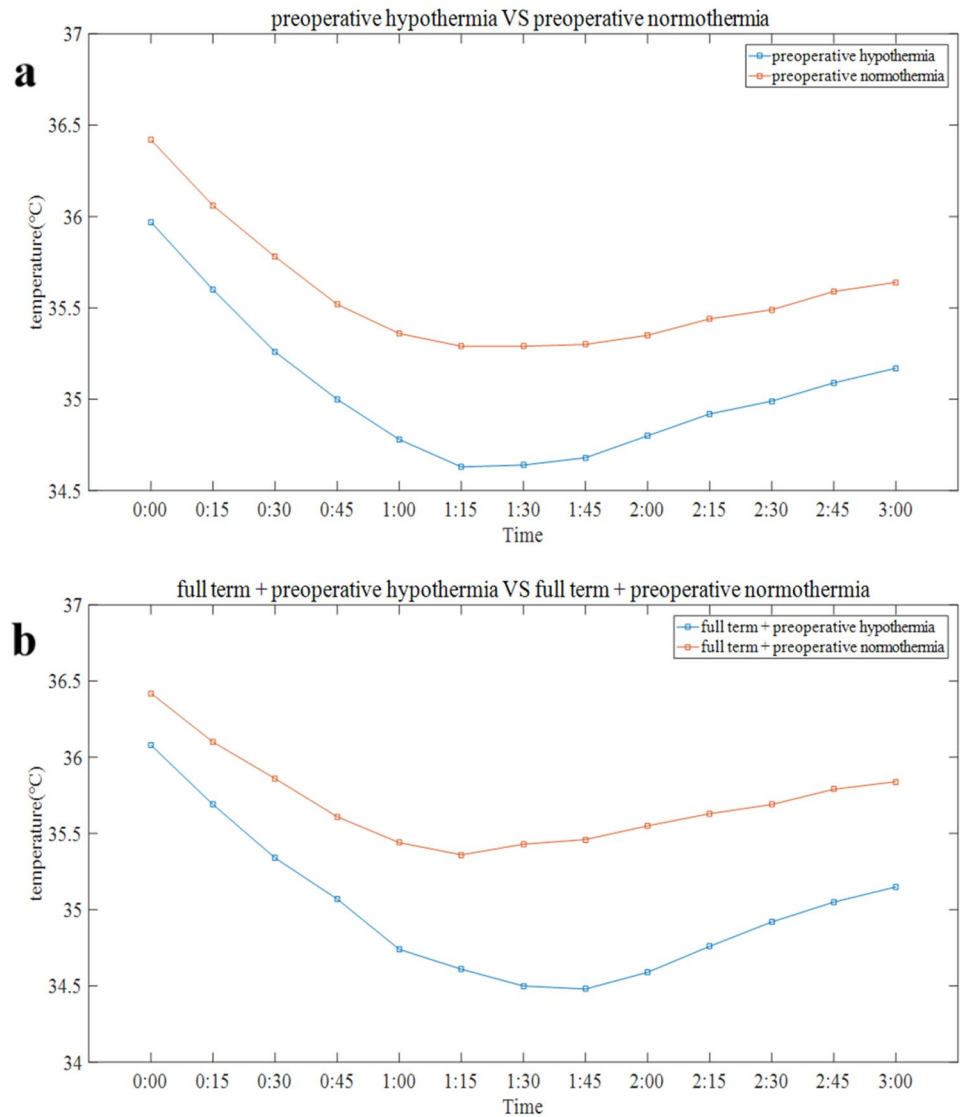 preoperative hypothermia VS preoperative normothermia
a
preoperative hypothermia
preoperative normothermia
37
36.5
36
35.5
35
34.5
temperature(°C)
0:00 0:15 0:30 0:45 1:00 1:15 1:30 1:45 2:00 2:15 2:30 2:45 3:00
Time
full term + preoperative hypothermia VS full term + preoperative normothermia
b
full term + preoperative hypothermia
full term + preoperative normothermia
37
36.5
36
35.5
35
34.5
34
temperature(°C)
0:00 0:15 0:30 0:45 1:00 1:15 1:30 1:45 2:00 2:15 2:30 2:45 3:00
Time